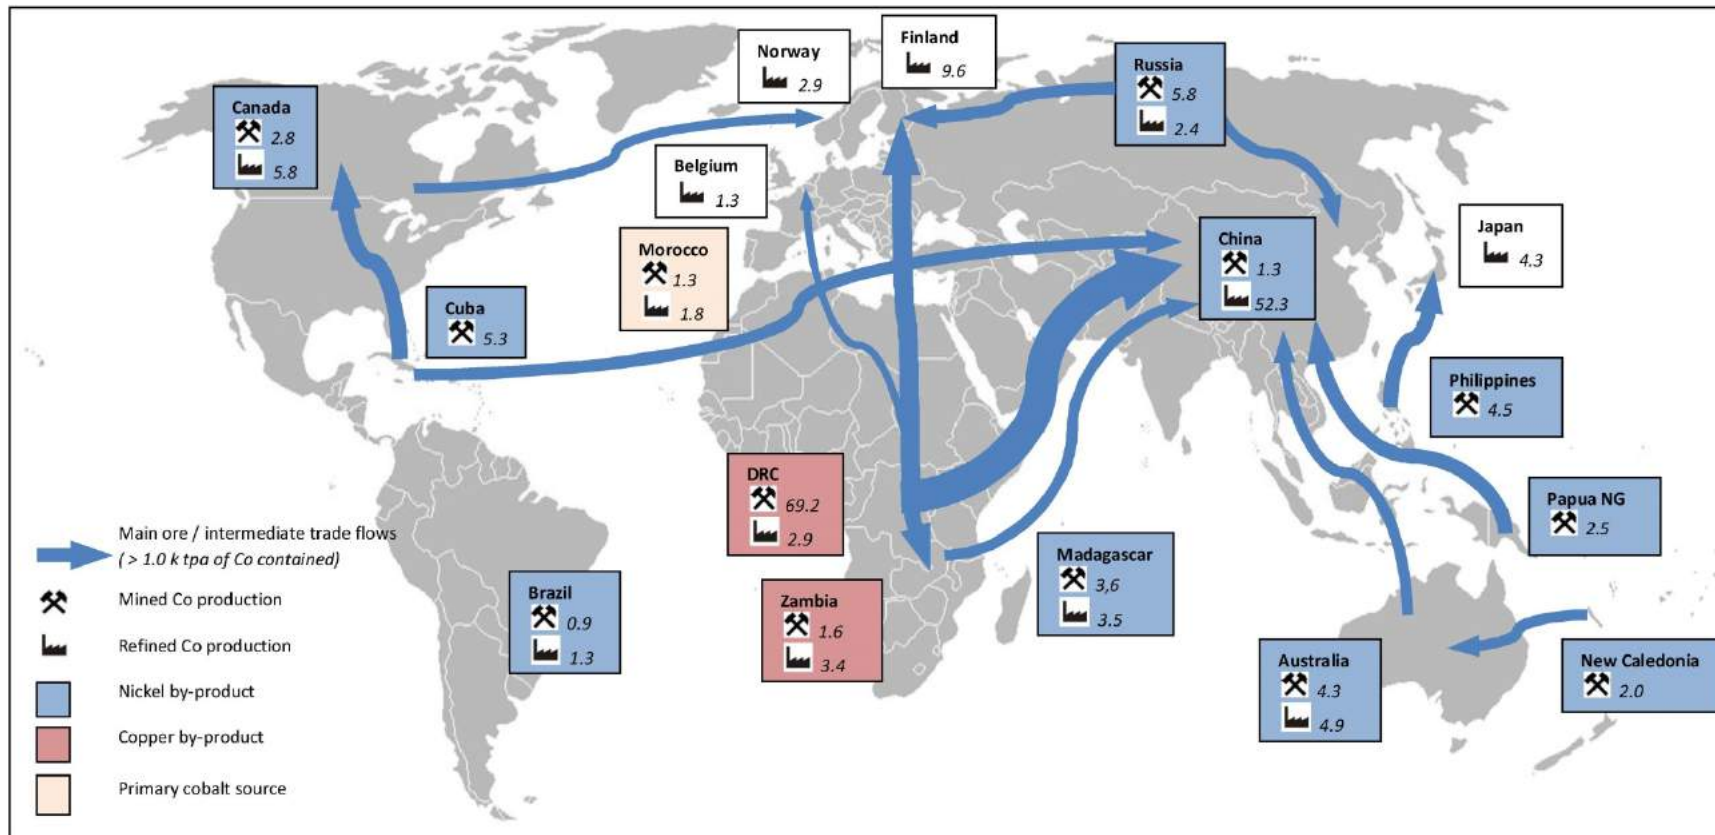 Norway
2.9
Finland
9.6
Russia
5.8
2.4
Canada
2.8
5.8
Belgium
1.3
Morocco
1.3
1.8
China
1.3
52.3
Japan
4.3
Cuba
5.3
Philippines
4.5
DRC
69.2
2.9
Papua NG
2.5
Madagascar
3,6
3.5
Brazil
0.9
1.3
Zambia
1.6
3.4
Australia
4.3
4.9
New Caledonia
2.0
Main ore / intermediate trade flows
( > 1.0 k tpa of Co contained)
Mined Co production
Refined Co production
Nickel by-product
Copper by-product
Primary cobalt source